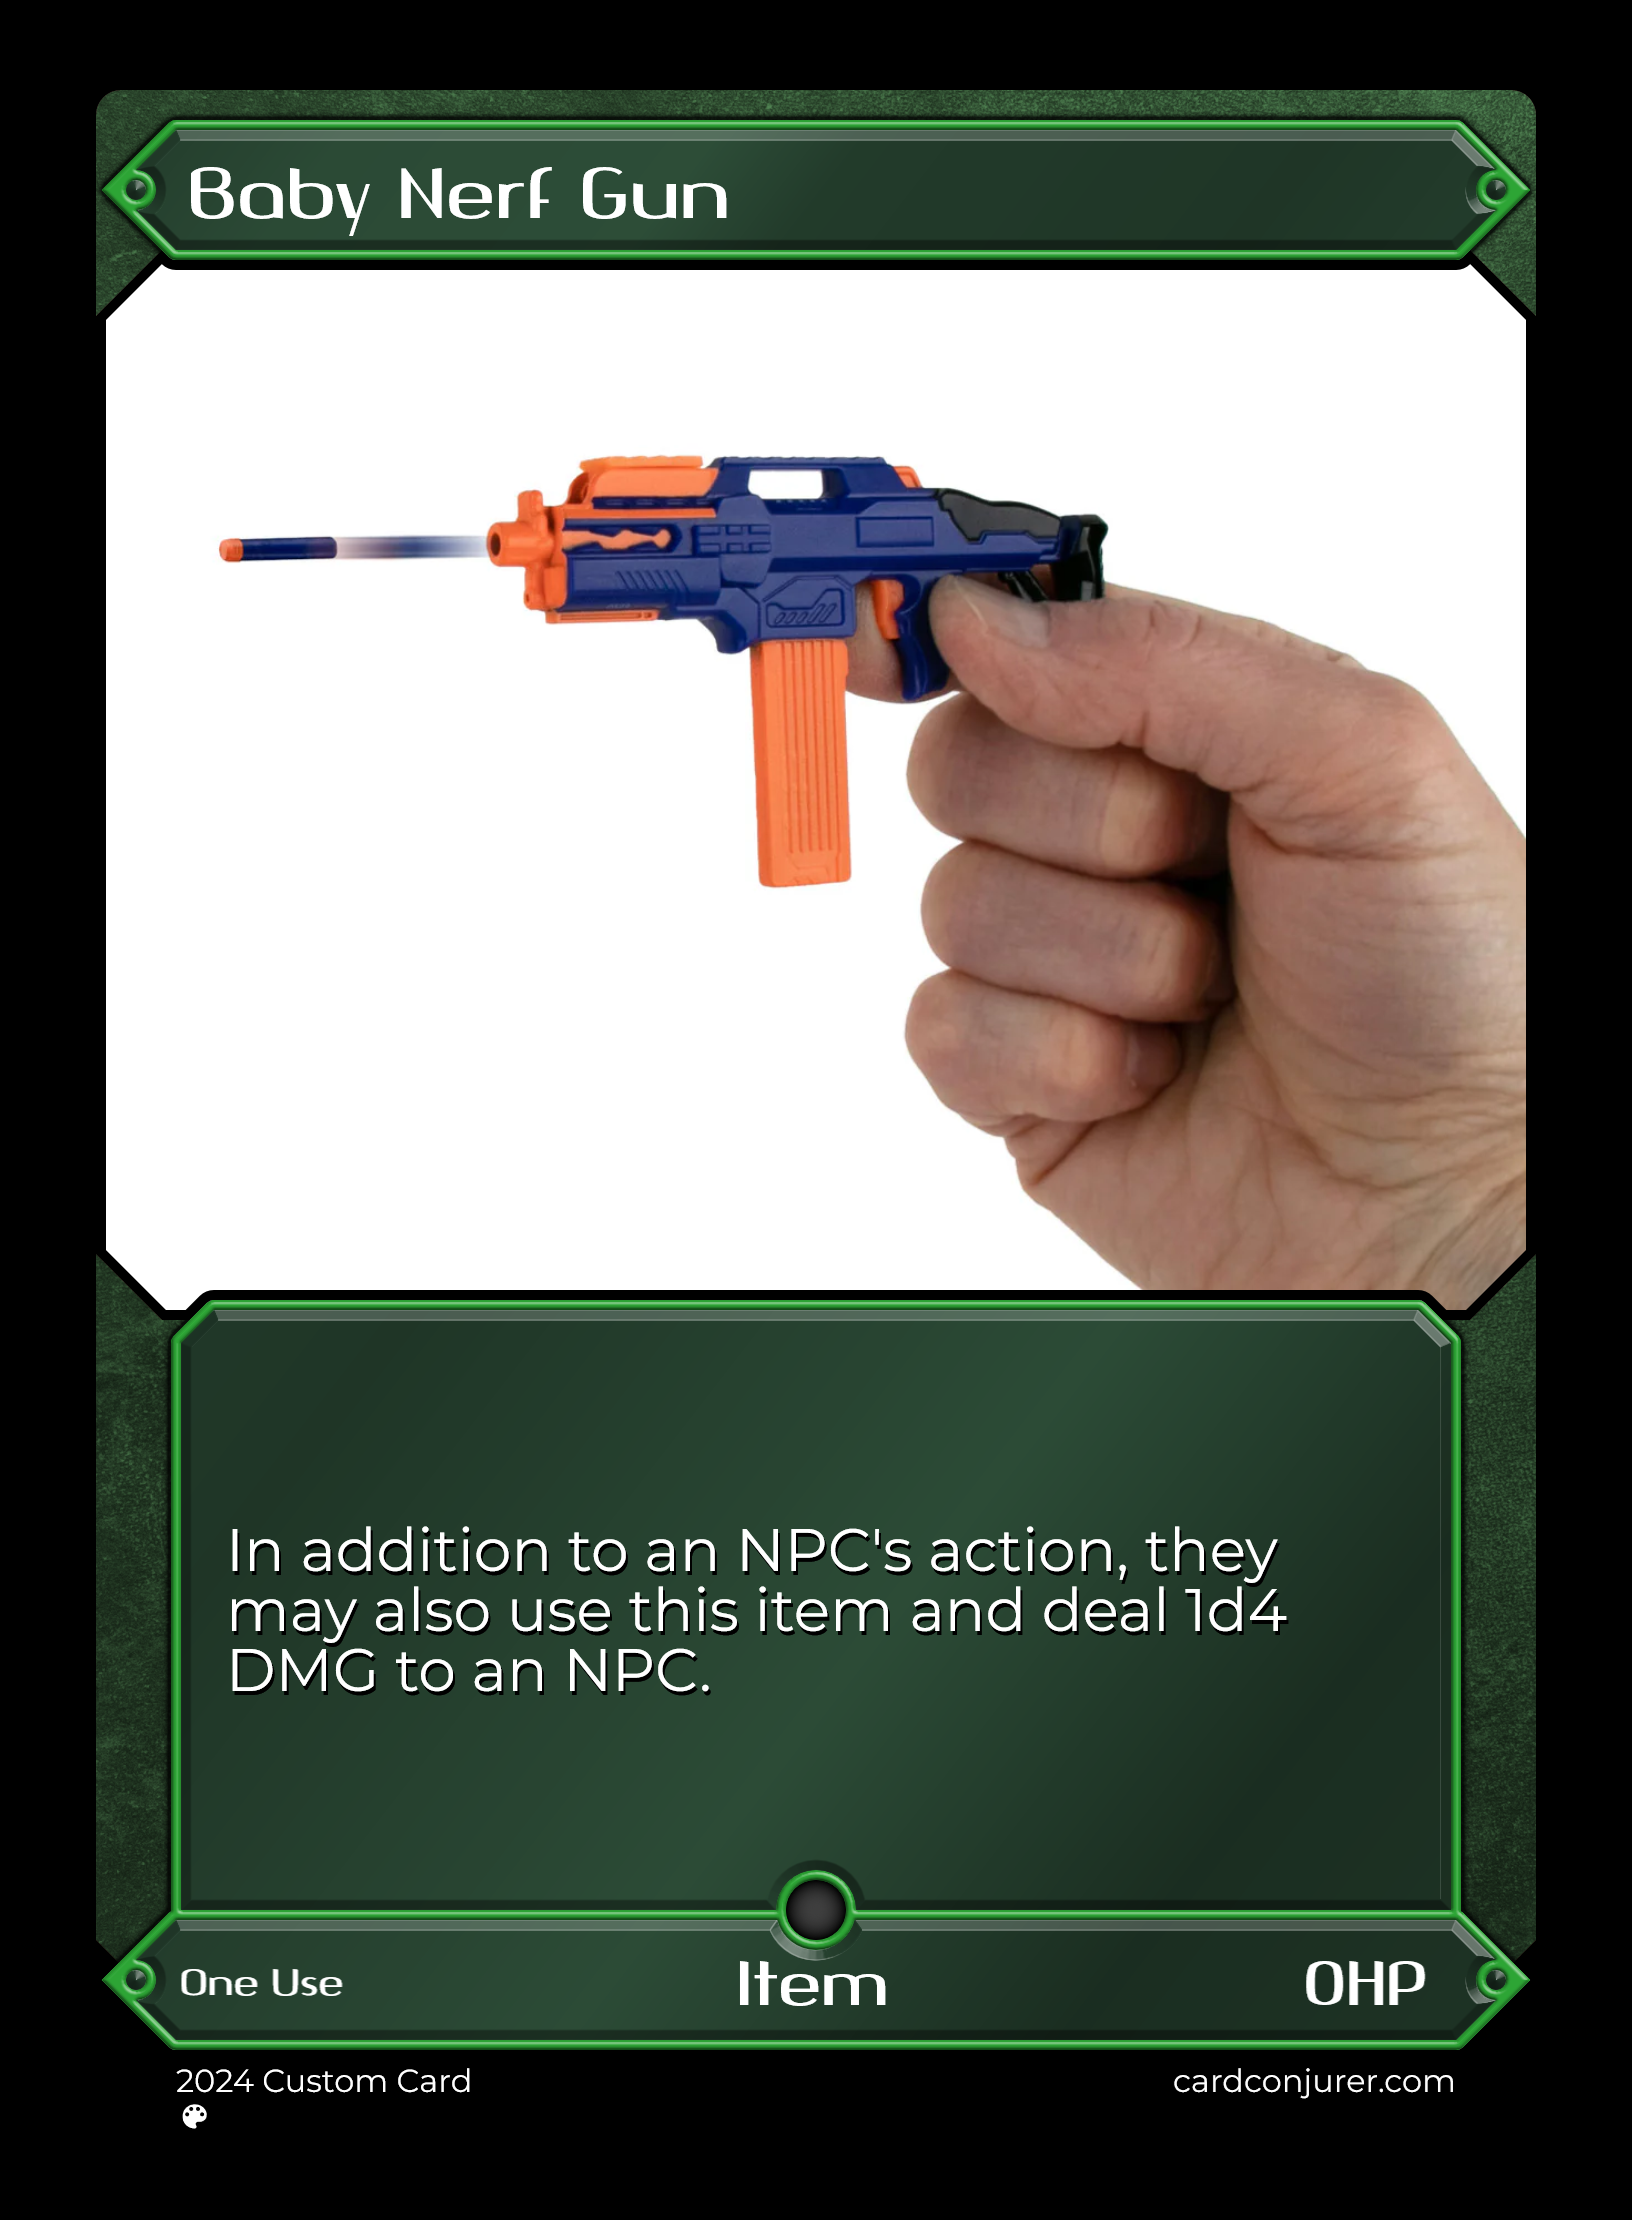 Baby Nerf Gun
In addition to an NPC's action, they
may also use this item and deal 1d4
DMG to an NPC.
One Use
Item
0HP
2024 Custom Card
cardconjurer.com